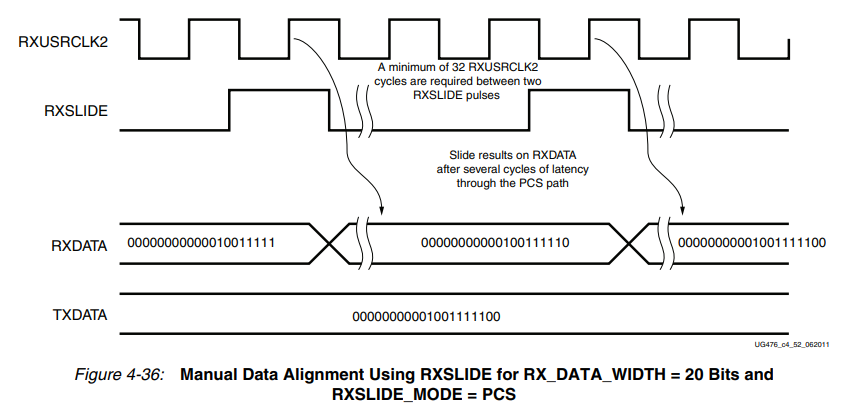 RXUSRCLK2
A minimum of 32 RXUSRCLK2
cycles are required between two
RXSLIDE pulses
RXSLIDE
Slide results on RXDATA
after several cycles of latency
through the PCS path
RXDATA
00000000000010011111
00000000000100111110
00000000001001111100
TXDATA
00000000001001111100
UG476_c4_52_062011
Figure 4-36: Manual Data Alignment Using RXSLIDE for RX_DATA_WIDTH = 20 Bits and
RXSLIDE_MODE = PCS